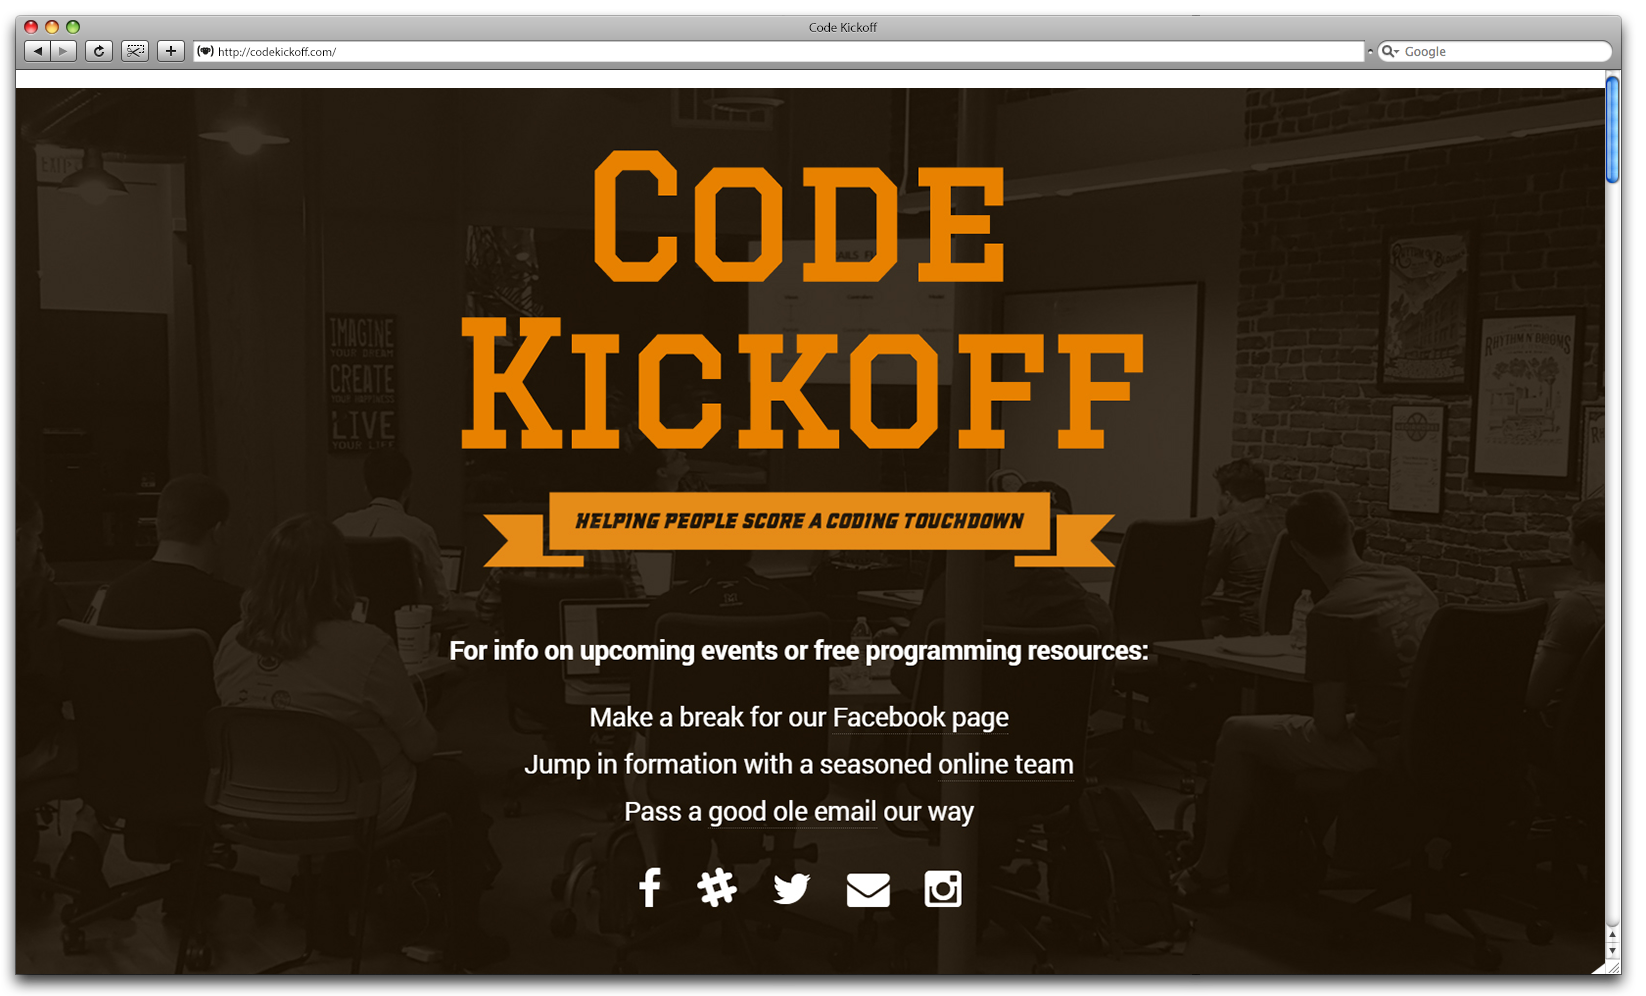 Code Kickoff
http://codekickoff.com/
Google
EXIT
CODE
KICKOFF
HELPING PEOPLE SCORE A CODING TOUCHDOWN
IMAGINE
YOUR DREAM
CREATE
YOUR HAPPINESS
LIVE
YOUR LIFE
RHYTHM N' BLOOMS
For info on upcoming events or free programming resources:
Make a break for our Facebook page
Jump in formation with a seasoned online team
Pass a good ole email our way